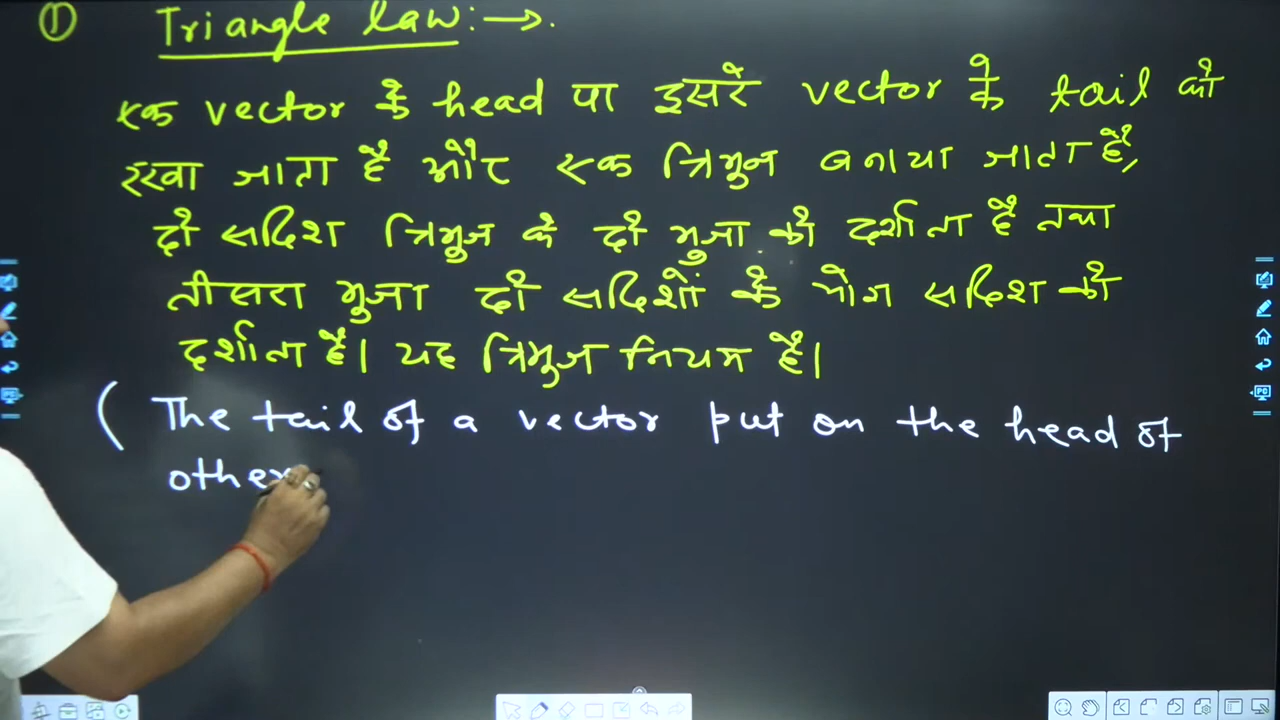 ① Triangle law:→.
एक vector के head पा दूसरे vector के tail को
रखा जाता है और एक त्रिभुज बनाया जाता है,
दो सदिश त्रिभुज के दो भुजा को दर्शाता है तथा
तीसरा भुजा दो सदिशों के योग सदिश को
दर्शाता है। यह त्रिभुज नियम है।
( The tail of a vector put on the head of
other